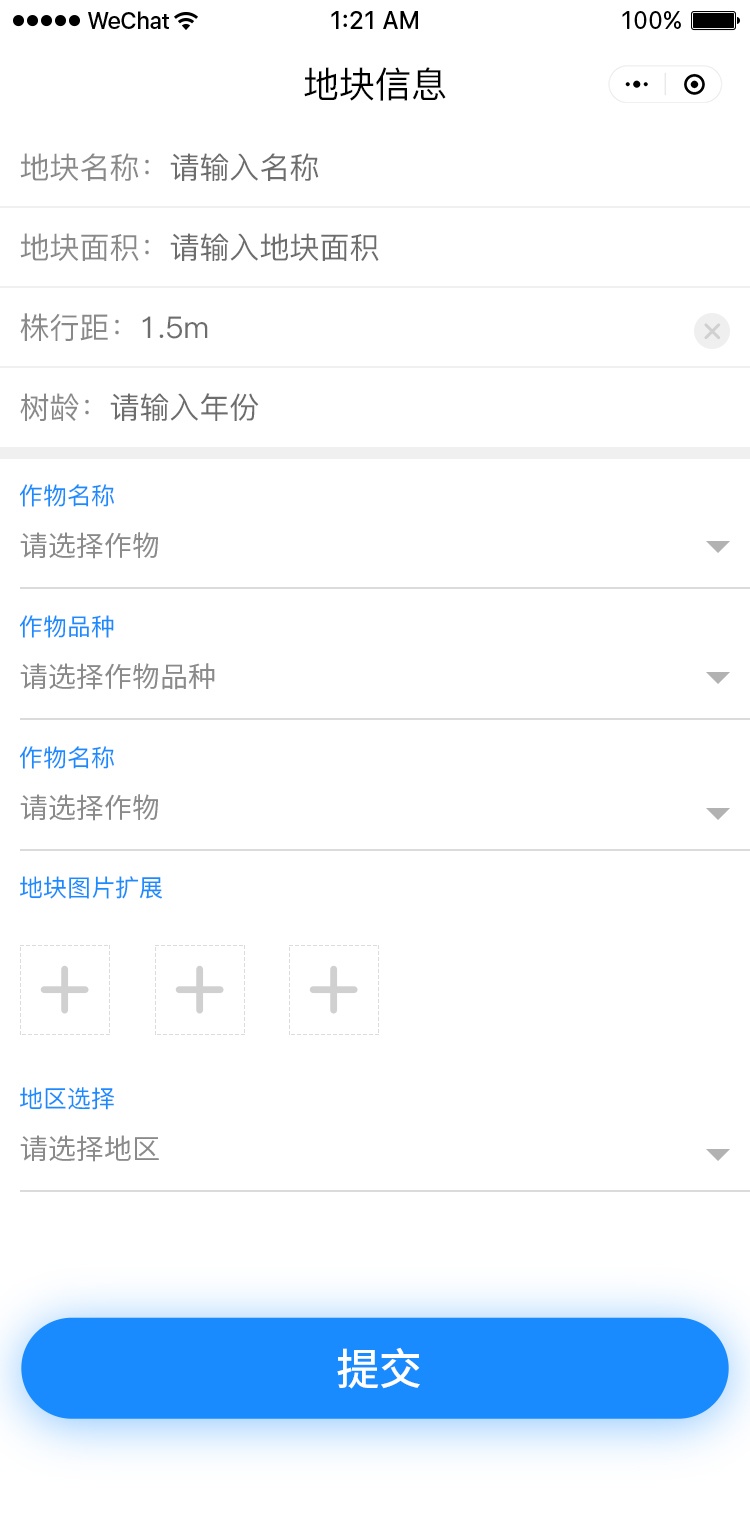 WeChat 1:21 AM 100%
地块信息
地块名称：请输入名称
地块面积：请输入地块面积
株行距：1.5m
树龄：请输入年份
作物名称
请选择作物
作物品种
请选择作物品种
作物名称
请选择作物
地块图片扩展
地区选择
请选择地区
提交